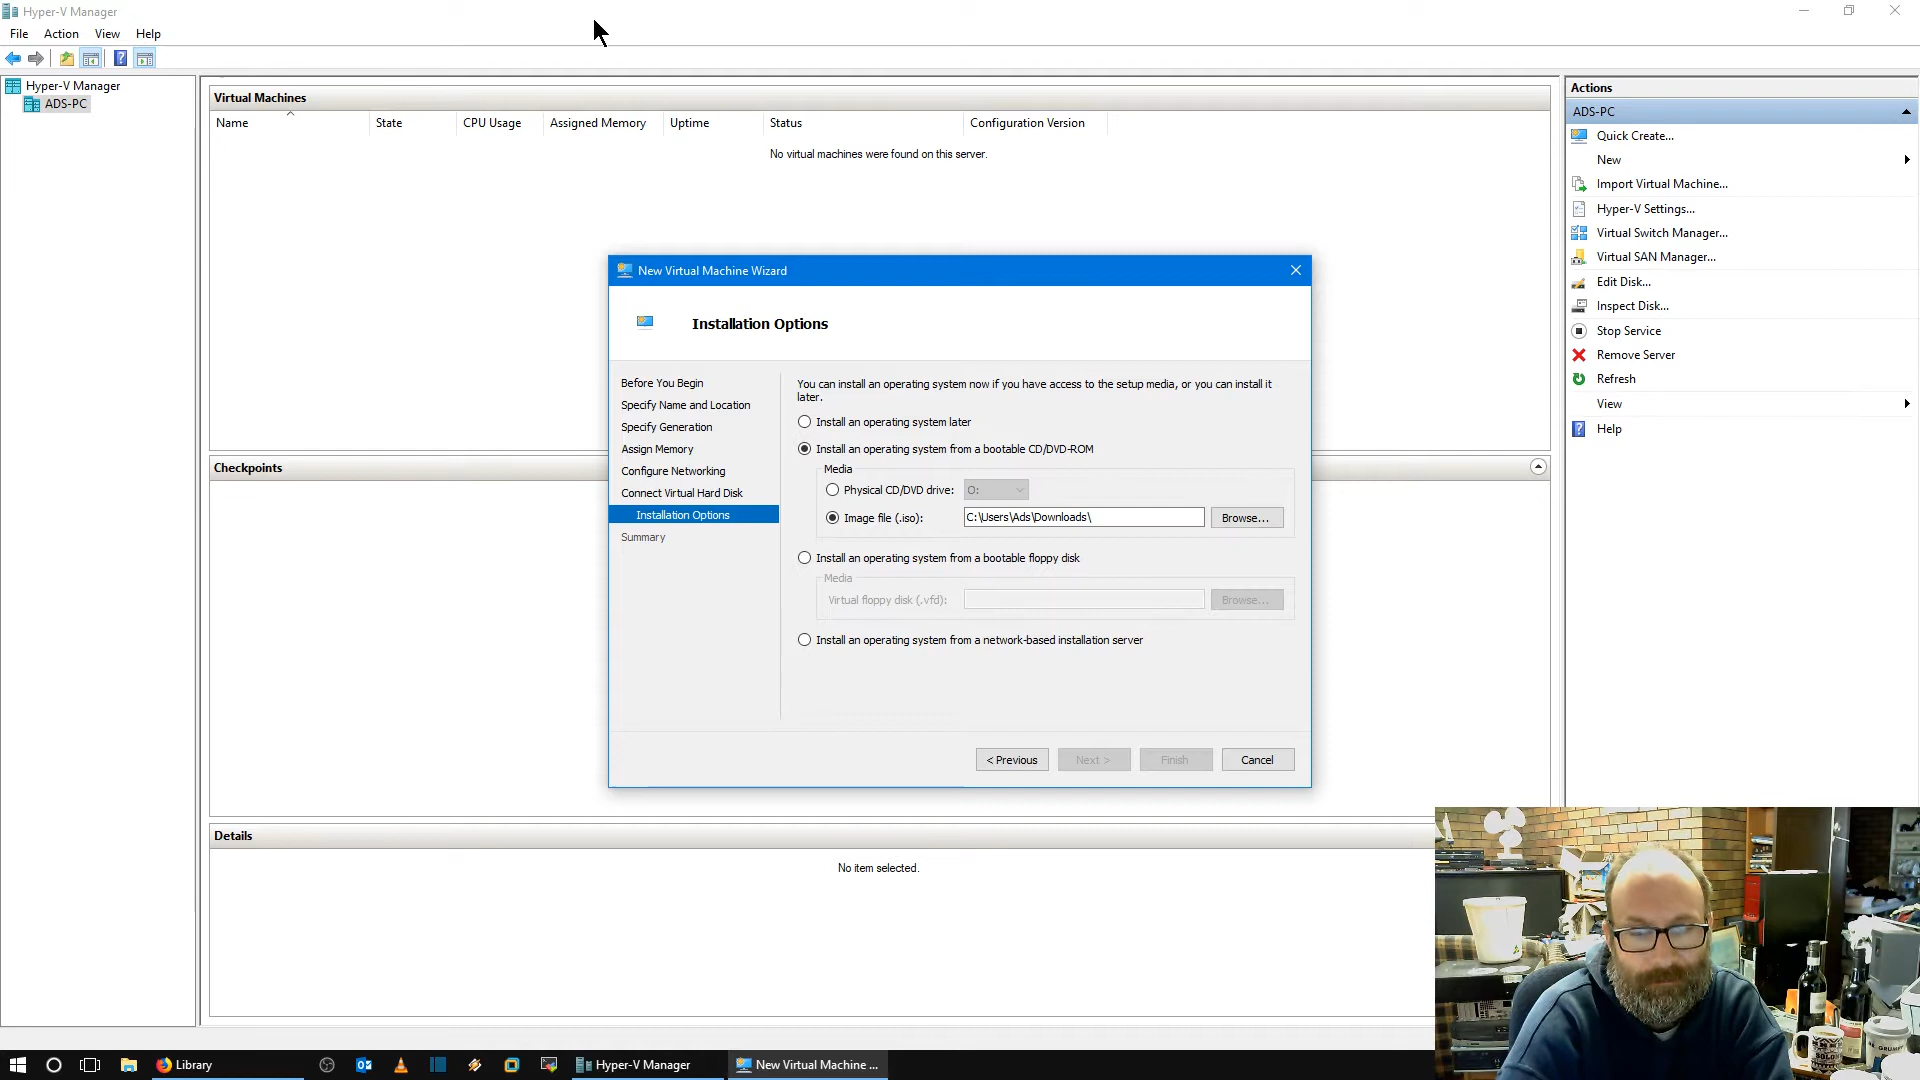 Hyper-V Manager
File Action View Help
Hyper-V Manager
ADS-PC
Virtual Machines
Name State CPU Usage Assigned Memory Uptime Status Configuration Version
No virtual machines were found on this server.
Checkpoints
Details
No item selected.
Actions
ADS-PC
Quick Create...
New
Import Virtual Machine...
Hyper-V Settings...
Virtual Switch Manager...
Virtual SAN Manager...
Edit Disk...
Inspect Disk...
Stop Service
Remove Server
Refresh
View
Help
New Virtual Machine Wizard
Installation Options
Before You Begin
Specify Name and Location
Specify Generation
Assign Memory
Configure Networking
Connect Virtual Hard Disk
Installation Options
Summary
You can install an operating system now if you have access to the setup media, or you can install it
later.
Install an operating system later
Install an operating system from a bootable CD/DVD-ROM
Media
Physical CD/DVD drive: O:
Image file (.iso): C:\Users\Ads\Downloads\ Browse...
Install an operating system from a bootable floppy disk
Media
Virtual floppy disk (.vfd): Browse...
Install an operating system from a network-based installation server
< Previous Next > Finish Cancel
Library Hyper-V Manager New Virtual Machine ...